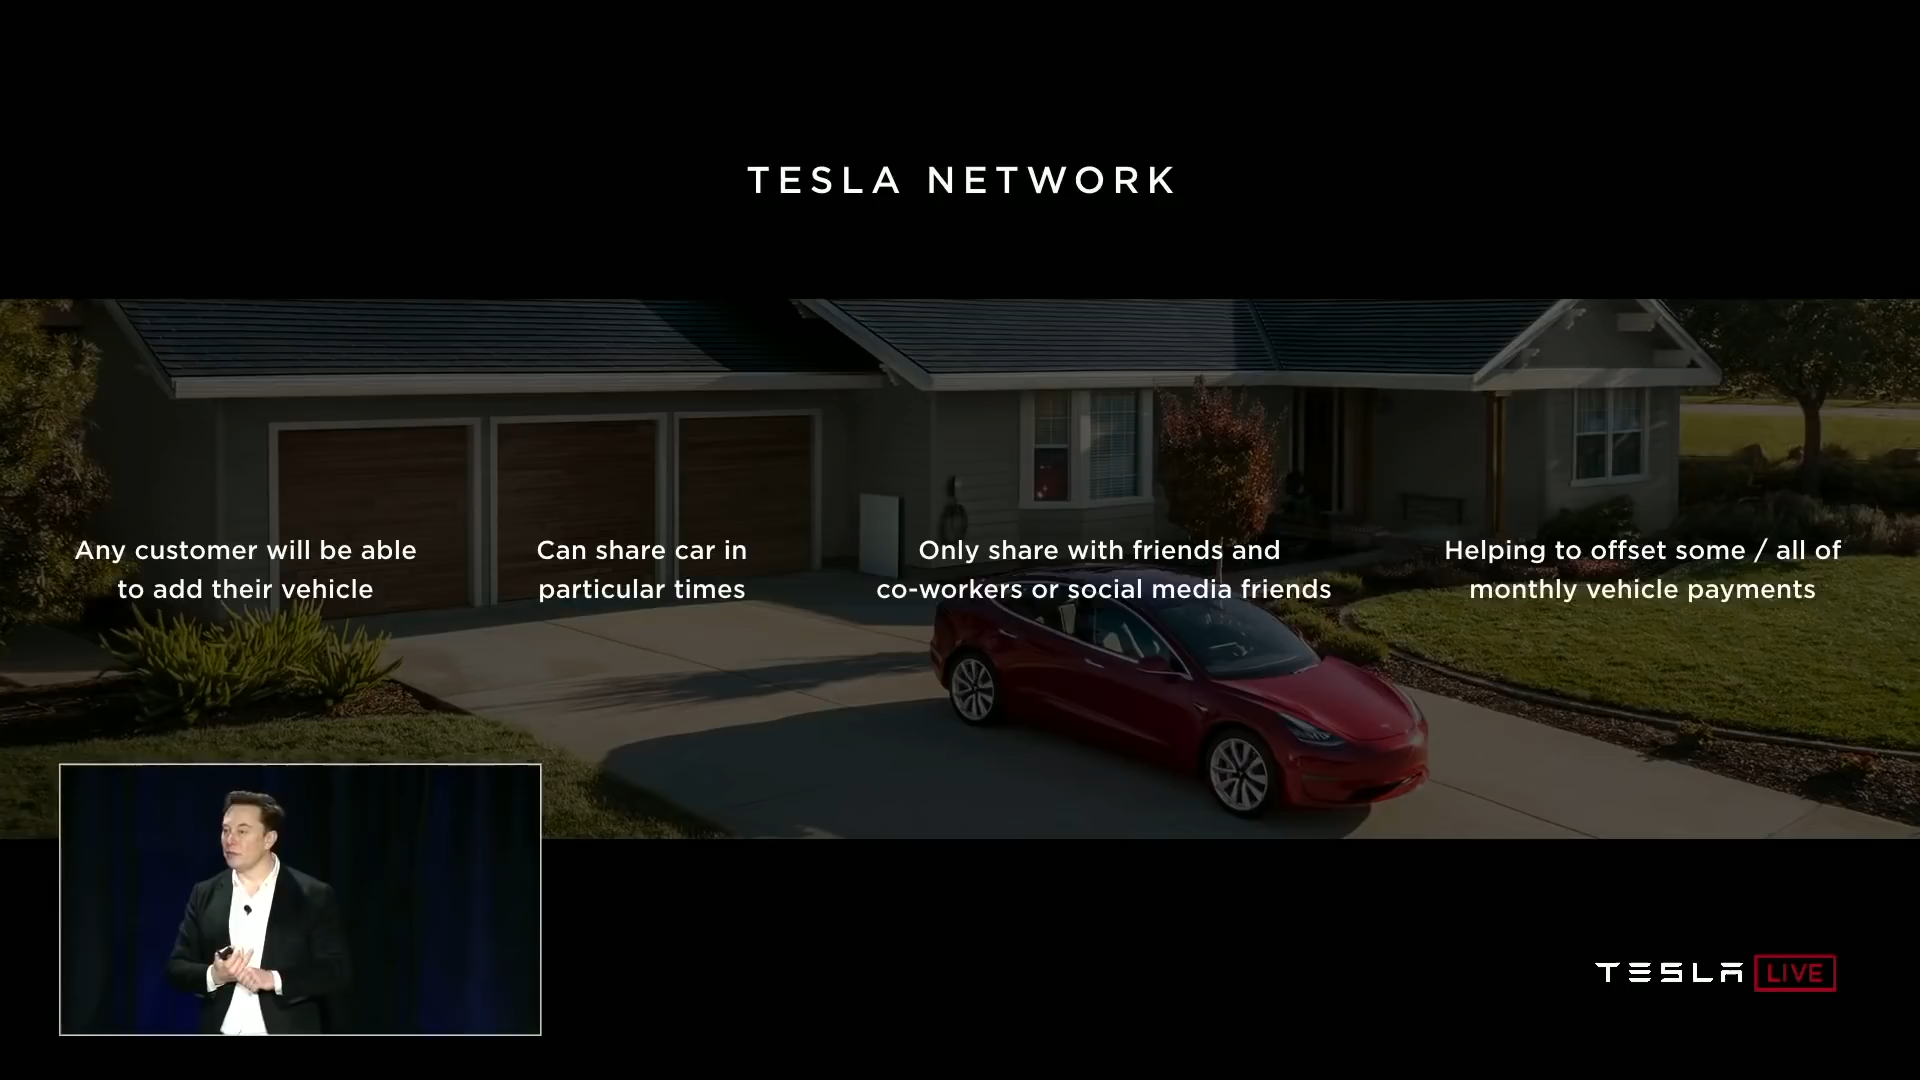 TESLA NETWORK
Any customer will be able
to add their vehicle
Can share car in
particular times
Only share with friends and
co-workers or social media friends
Helping to offset some / all of
monthly vehicle payments
TESLA LIVE